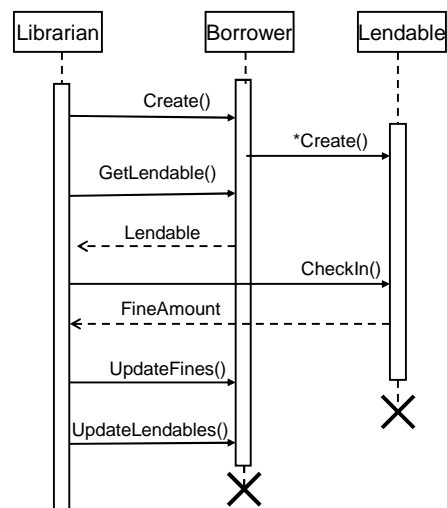 Librarian
Borrower
Lendable
Create()
*Create()
GetLendable()
Lendable
CheckIn()
FineAmount
UpdateFines()
UpdateLendables()